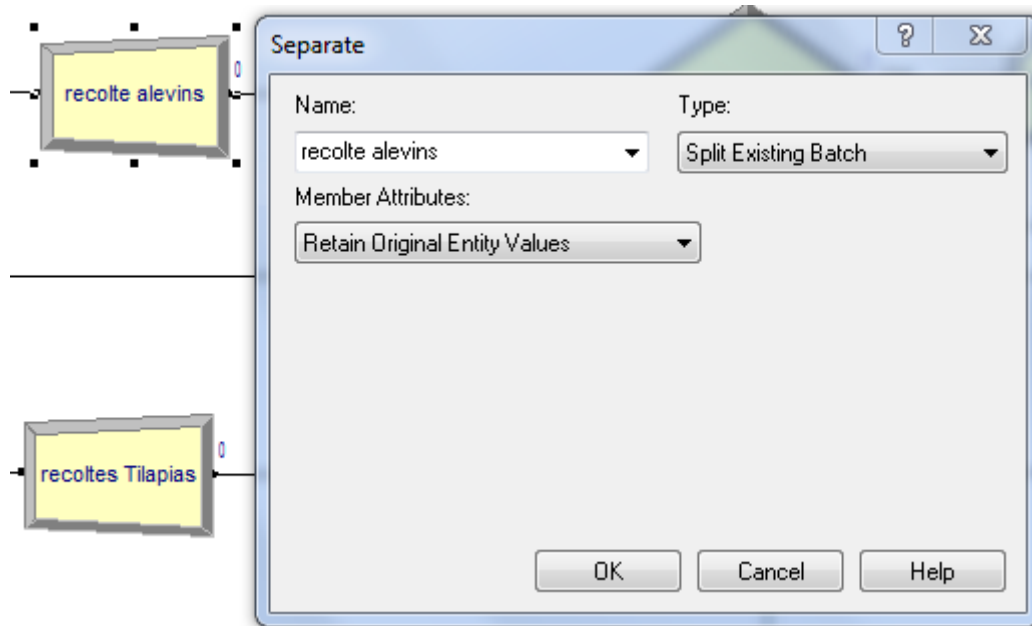 recolte alevins
0
recoltes Tilapias
0
Separate
Name:
Type:
recolte alevins
Split Existing Batch
Member Attributes:
Retain Original Entity Values
OK
Cancel
Help